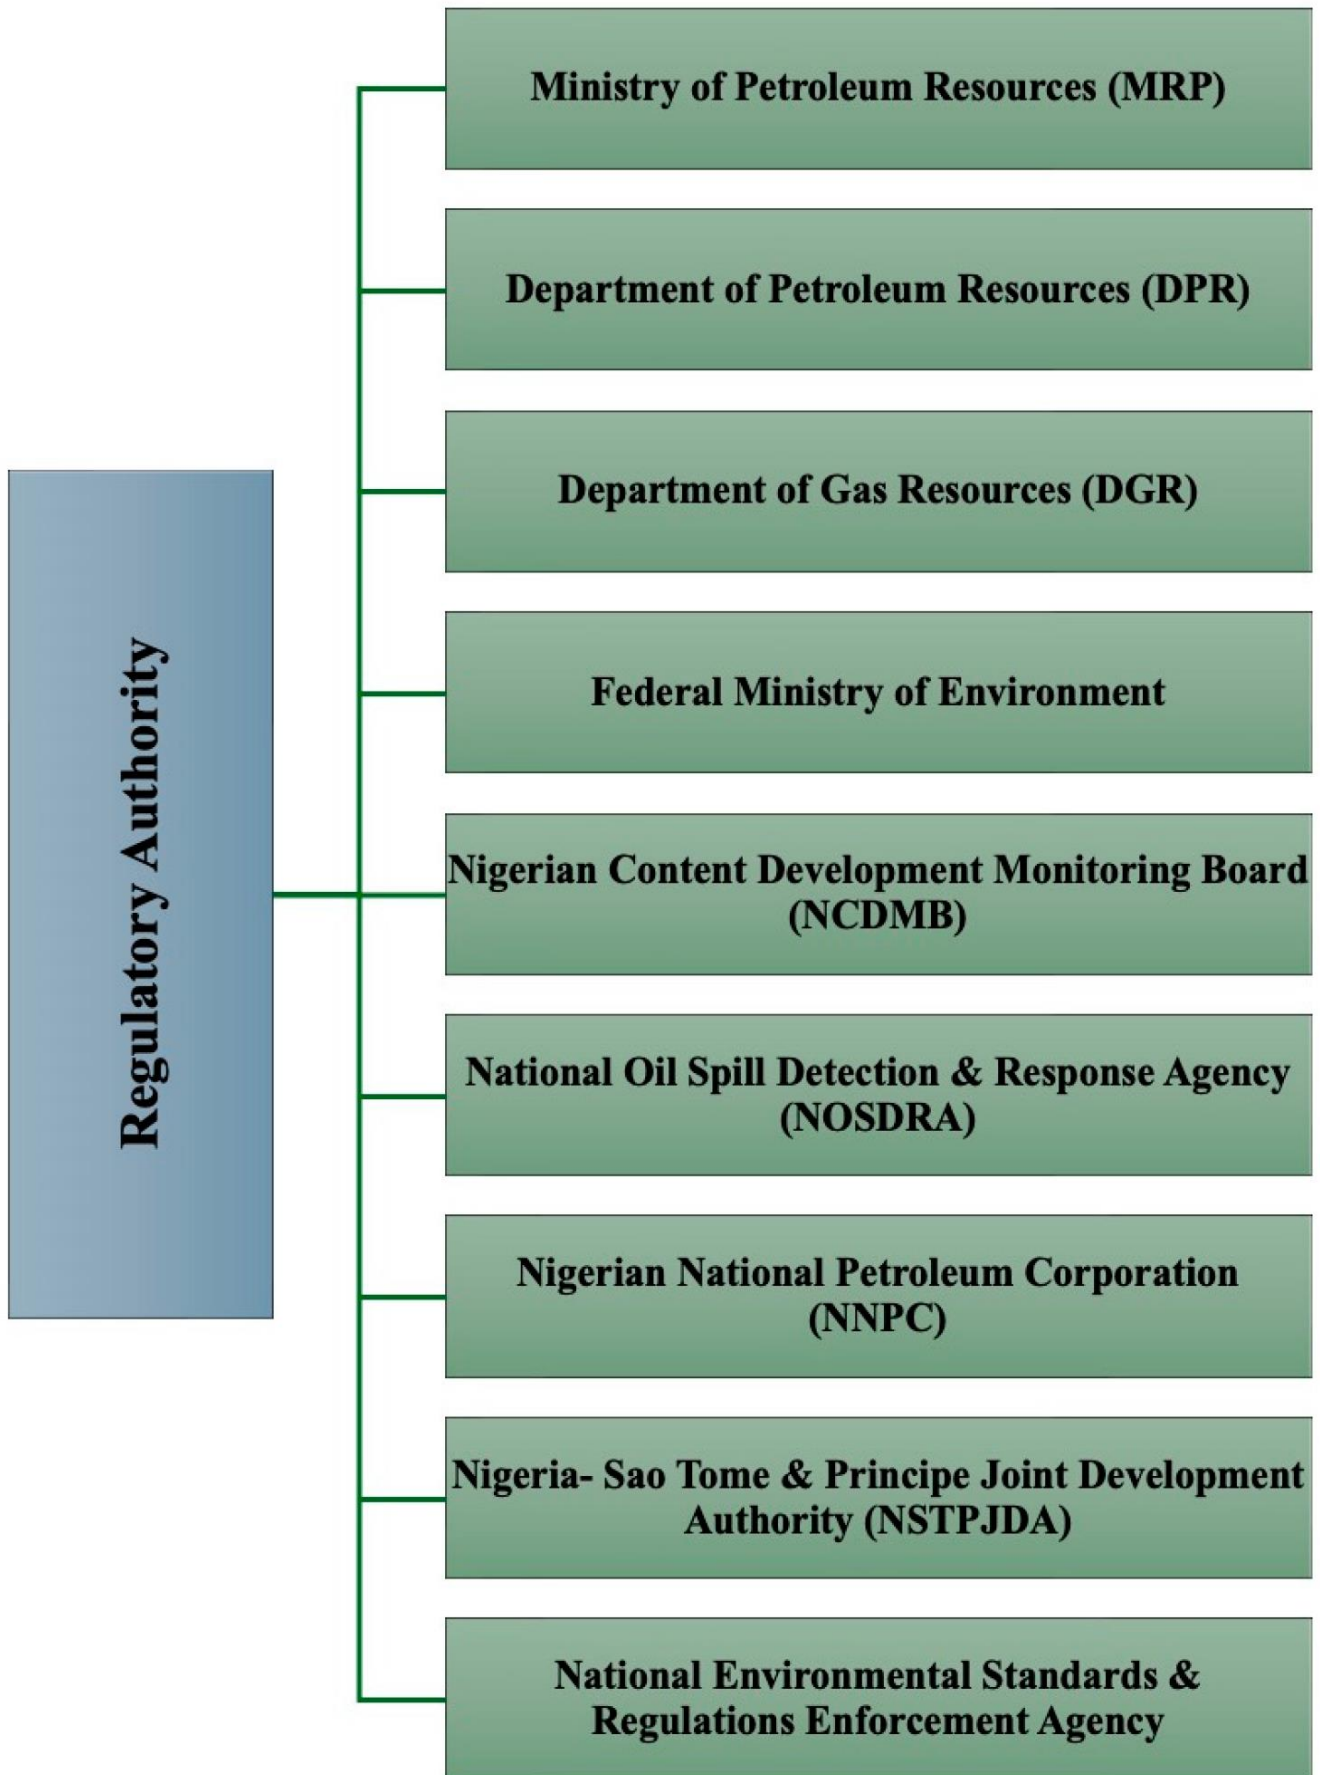 Regulatory Authority
Ministry of Petroleum Resources (MRP)
Department of Petroleum Resources (DPR)
Department of Gas Resources (DGR)
Federal Ministry of Environment
Nigerian Content Development Monitoring Board
(NCDMB)
National Oil Spill Detection & Response Agency
(NOSDRA)
Nigerian National Petroleum Corporation
(NNPC)
Nigeria- Sao Tome & Principe Joint Development
Authority (NSTPJDA)
National Environmental Standards &
Regulations Enforcement Agency